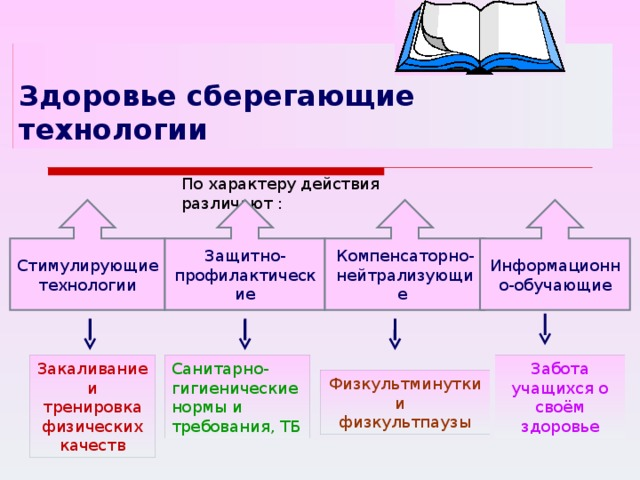 Здоровье сберегающие
технологии
По характеру действия
различают :
Стимулирующие
технологии
Защитно-
профилактическ
ие
Компенсаторно-
нейтрализующи
е
Информационн
о-обучающие
Закаливание
и
тренировка
физических
качеств
Санитарно-
гигиенические
нормы и
требования, ТБ
Физкультминутки
и
физкультпаузы
Забота
учащихся о
своём
здоровье